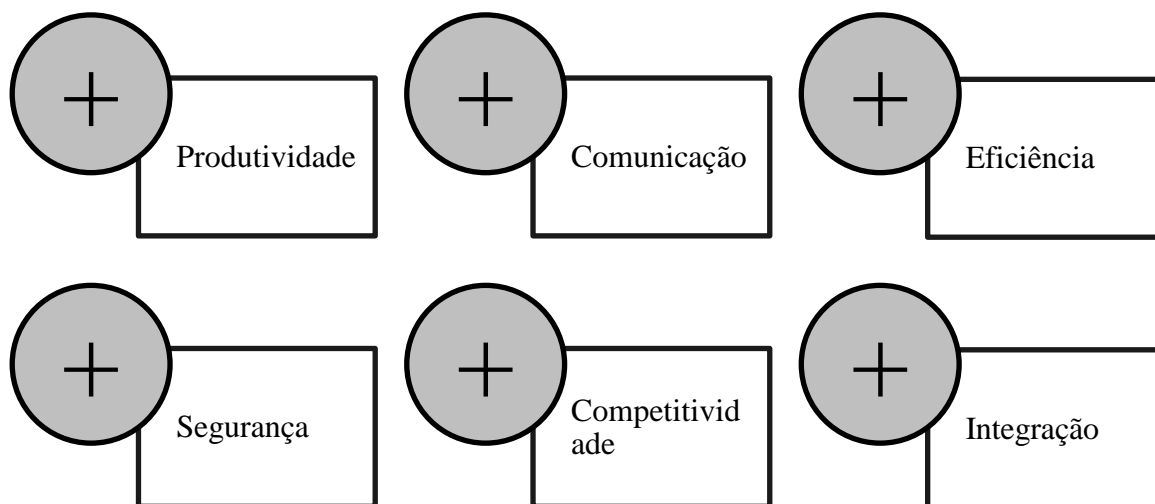 +
Produtividade
+
Comunicação
+
Eficiência
+
Segurança
+
Competitivid
ade
+
Integração